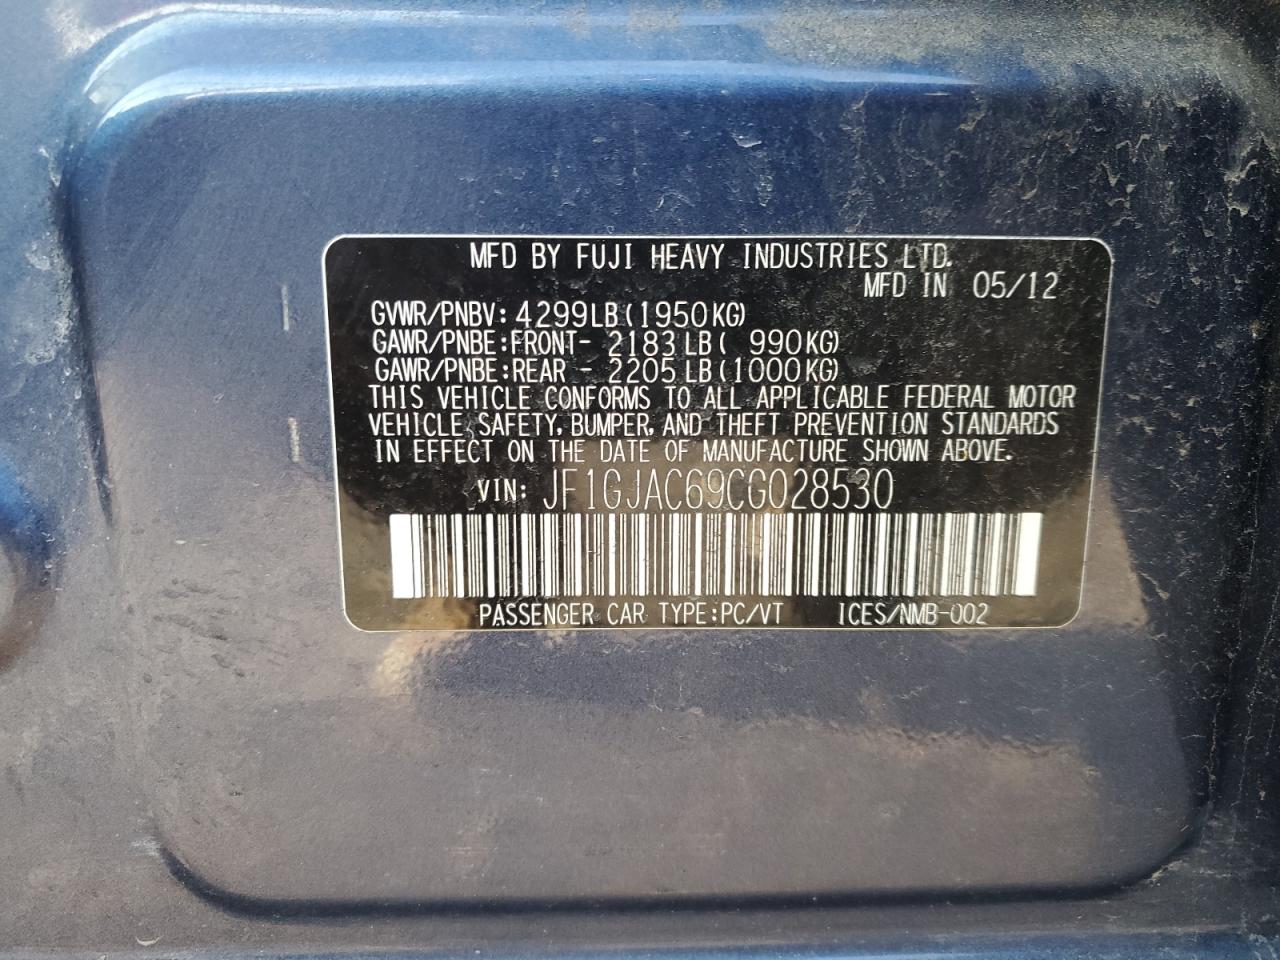 MFD BY FUJI HEAVY INDUSTRIES LTD.
MFD IN 05/12
GVWR/PNBV: 4299LB(1950KG)
GAWR/PNBE:FRONT- 2183LB( 990KG)
GAWR/PNBE:REAR - 2205LB(1000KG)
THIS VEHICLE CONFORMS TO ALL APPLICABLE FEDERAL MOTOR
VEHICLE SAFETY, BUMPER, AND THEFT PREVENTION STANDARDS
IN EFFECT ON THE DATE OF MANUFACTURE SHOWN ABOVE.
VIN: JF1GJAC69CG028530
PASSENGER CAR TYPE:PC/VT ICES/NMB-002